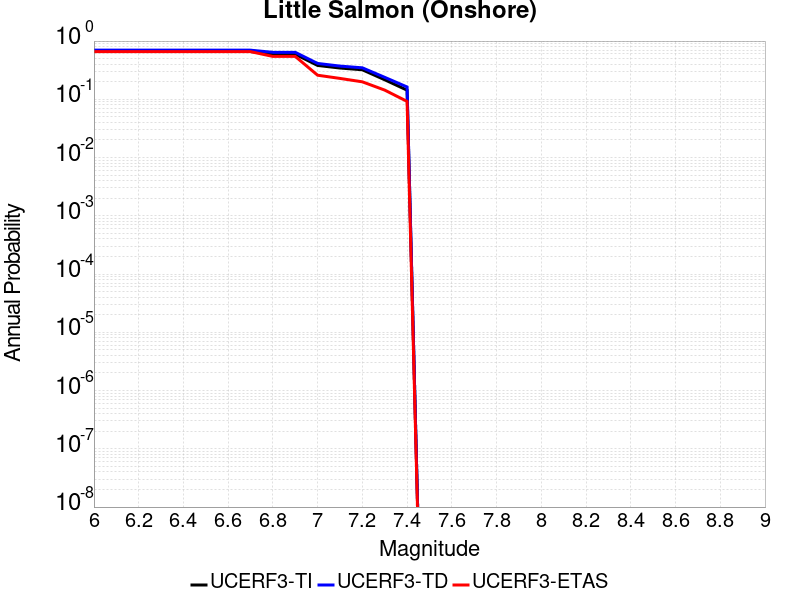 Little Salmon (Onshore)
Annual Probability
10^0
10^-1
10^-2
10^-3
10^-4
10^-5
10^-6
10^-7
10^-8
6 6.2 6.4 6.6 6.8 7 7.2 7.4 7.6 7.8 8 8.2 8.4 8.6 8.8 9
Magnitude
UCERF3-TI UCERF3-TD UCERF3-ETAS